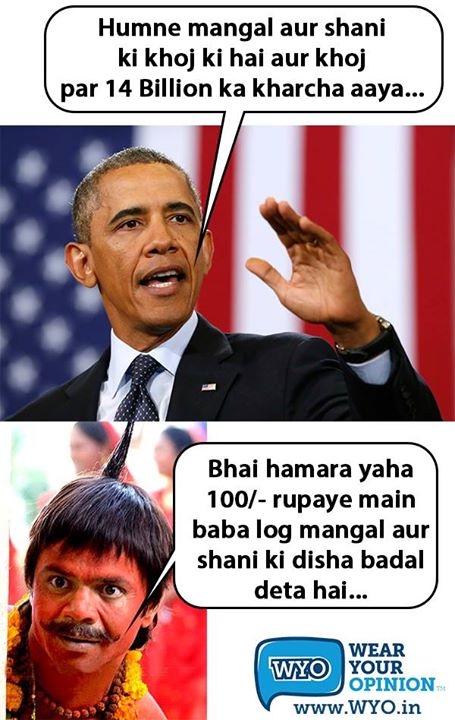 Humne mangal aur shani
ki khoj ki hai aur khoj
par 14 Billion ka kharcha aaya...
Bhai hamara yaha
100/- rupaye main
baba log mangal aur
shani ki disha badal
deta hai...
WYO
WEAR
YOUR
OPINION TM
www.WYO.in